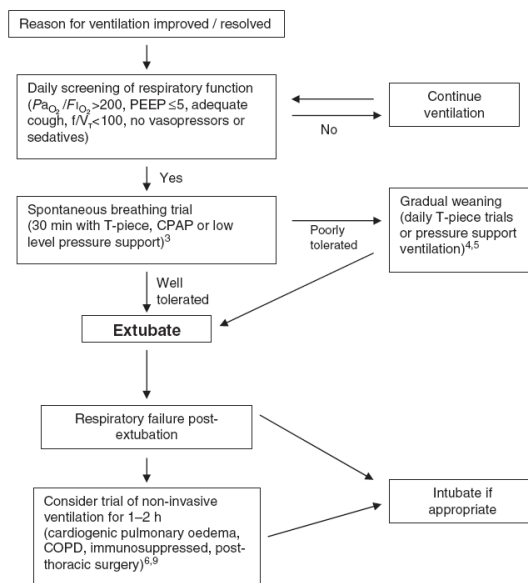 Reason for ventilation improved / resolved
Daily screening of respiratory function
(PaO₂/FIO₂>200, PEEP ≤5, adequate
cough, f/VT<100, no vasopressors or
sedatives)
Continue
ventilation
No
Yes
Spontaneous breathing trial
(30 min with T-piece, CPAP or low
level pressure support)³
Poorly
tolerated
Gradual weaning
(daily T-piece trials
or pressure support
ventilation)⁴,⁵
Well
tolerated
Extubate
Respiratory failure post-
extubation
Consider trial of non-invasive
ventilation for 1–2 h
(cardiogenic pulmonary oedema,
COPD, immunosuppressed, post-
thoracic surgery)⁶,⁹
Intubate if
appropriate